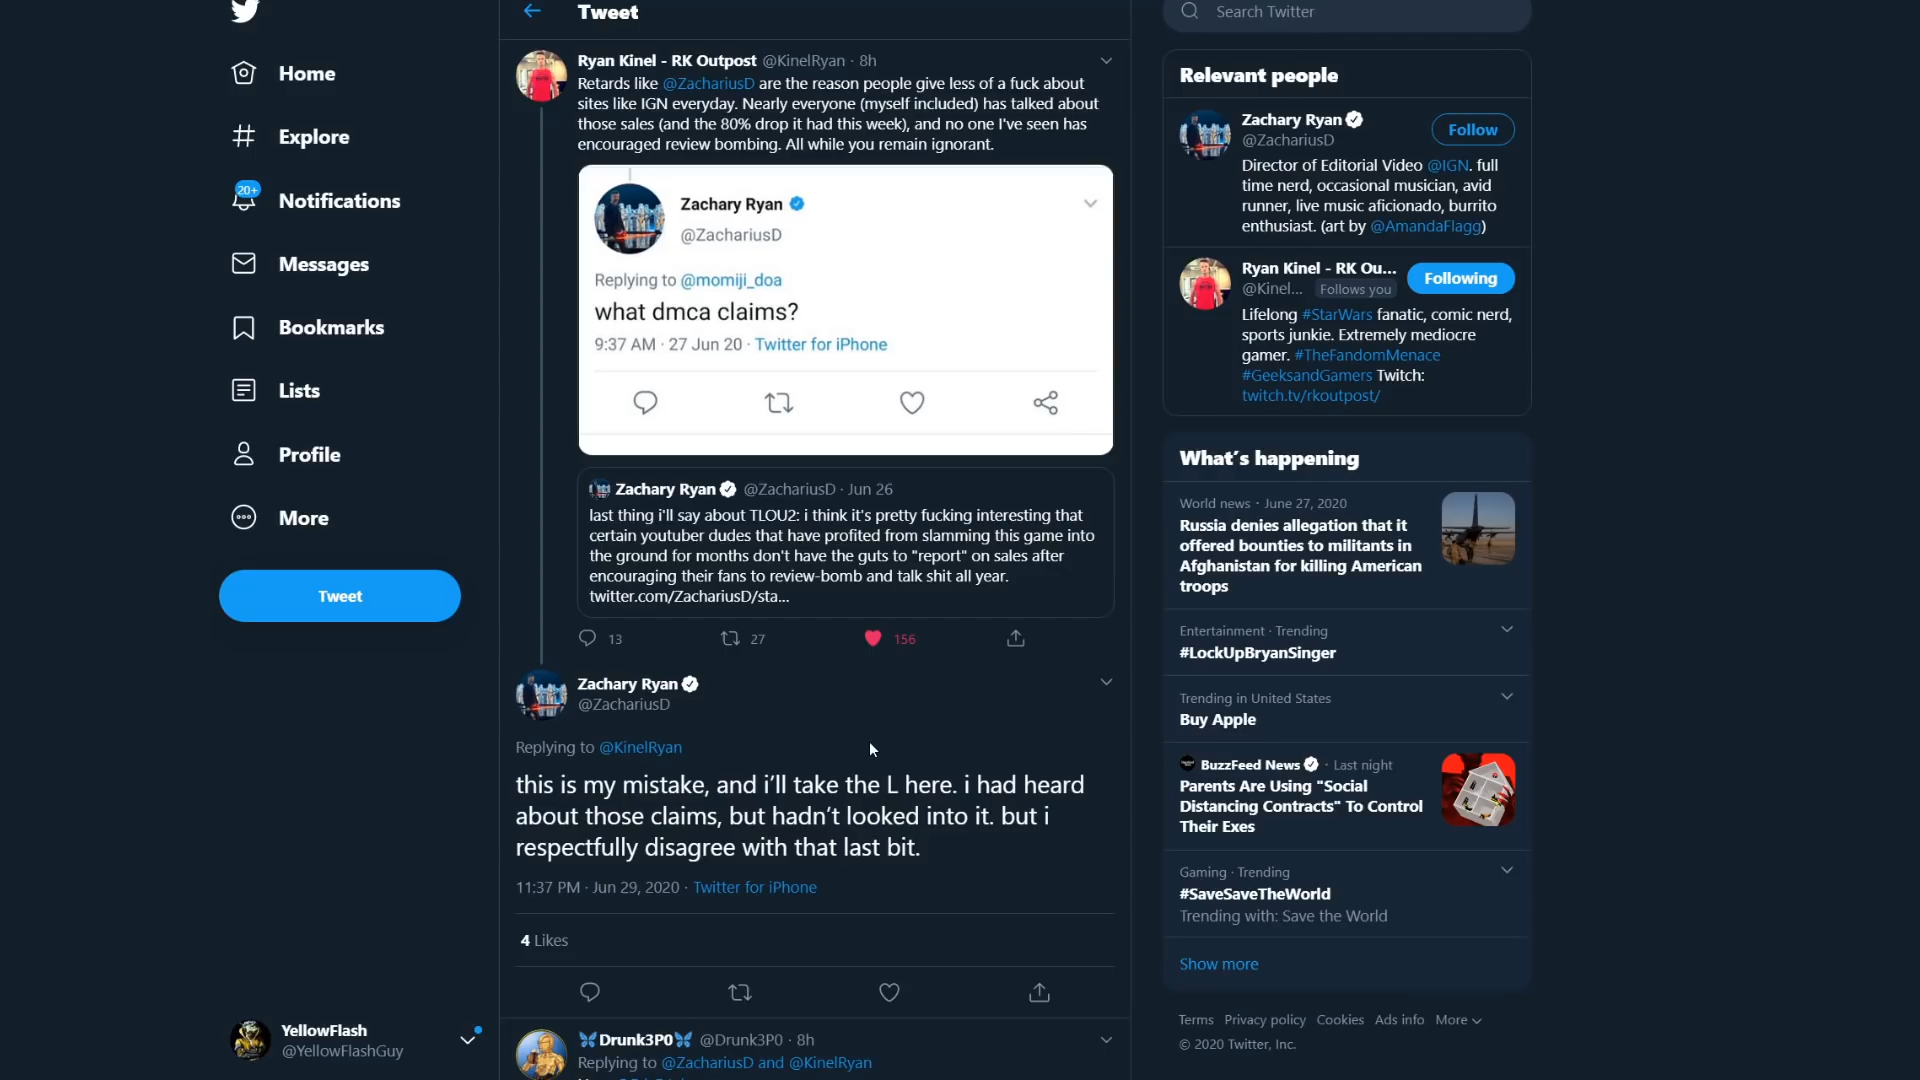 Tweet
Search Twitter
Home
Explore
20+
Notifications
Messages
Bookmarks
Lists
Profile
More
Tweet
YellowFlash
@YellowFlashGuy
Ryan Kinel - RK Outpost @KinelRyan · 8h
Retards like @ZachariusD are the reason people give less of a fuck about
sites like IGN everyday. Nearly everyone (myself included) has talked about
those sales (and the 80% drop it had this week), and no one I've seen has
encouraged review bombing. All while you remain ignorant.
Zachary Ryan
@ZachariusD
Replying to @momiji_doa
what dmca claims?
9:37 AM · 27 Jun 20 · Twitter for iPhone
Zachary Ryan @ZachariusD · Jun 26
last thing i'll say about TLOU2: i think it's pretty fucking interesting that
certain youtuber dudes that have profited from slamming this game into
the ground for months don't have the guts to "report" on sales after
encouraging their fans to review-bomb and talk shit all year.
twitter.com/ZachariusD/sta...
13 27 156
Zachary Ryan
@ZachariusD
Replying to @KinelRyan
this is my mistake, and i'll take the L here. i had heard
about those claims, but hadn't looked into it. but i
respectfully disagree with that last bit.
11:37 PM · Jun 29, 2020 · Twitter for iPhone
4 Likes
Drunk3P0 @Drunk3P0 · 8h
Replying to @ZachariusD and @KinelRyan
Relevant people
Zachary Ryan
@ZachariusD
Follow
Director of Editorial Video @IGN. full
time nerd, occasional musician, avid
runner, live music aficionado, burrito
enthusiast. (art by @AmandaFlagg)
Ryan Kinel - RK Ou...
@Kinel... Follows you
Following
Lifelong #StarWars fanatic, comic nerd,
sports junkie. Extremely mediocre
gamer. #TheFandomMenace
#GeeksandGamers Twitch:
twitch.tv/rkoutpost/
What's happening
World news · June 27, 2020
Russia denies allegation that it
offered bounties to militants in
Afghanistan for killing American
troops
Entertainment · Trending
#LockUpBryanSinger
Trending in United States
Buy Apple
BuzzFeed News · Last night
Parents Are Using "Social
Distancing Contracts" To Control
Their Exes
Gaming · Trending
#SaveSaveTheWorld
Trending with: Save the World
Show more
Terms Privacy policy Cookies Ads info More
© 2020 Twitter, Inc.